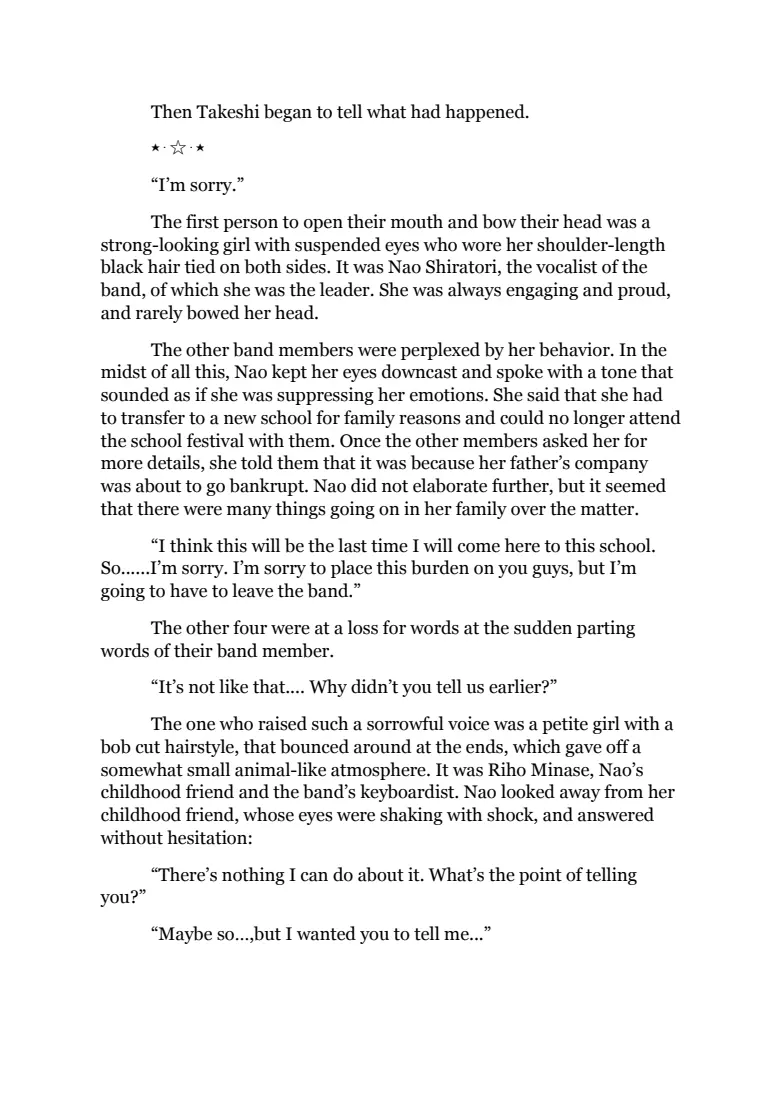 Then Takeshi began to tell what had happened.
⋆·☆·⋆
“I’m sorry.”
The first person to open their mouth and bow their head was a
strong-looking girl with suspended eyes who wore her shoulder-length
black hair tied on both sides. It was Nao Shiratori, the vocalist of the
band, of which she was the leader. She was always engaging and proud,
and rarely bowed her head.
The other band members were perplexed by her behavior. In the
midst of all this, Nao kept her eyes downcast and spoke with a tone that
sounded as if she was suppressing her emotions. She said that she had
to transfer to a new school for family reasons and could no longer attend
the school festival with them. Once the other members asked her for
more details, she told them that it was because her father’s company
was about to go bankrupt. Nao did not elaborate further, but it seemed
that there were many things going on in her family over the matter.
“I think this will be the last time I will come here to this school.
So......I’m sorry. I’m sorry to place this burden on you guys, but I’m
going to have to leave the band.”
The other four were at a loss for words at the sudden parting
words of their band member.
“It’s not like that.... Why didn’t you tell us earlier?”
The one who raised such a sorrowful voice was a petite girl with a
bob cut hairstyle, that bounced around at the ends, which gave off a
somewhat small animal-like atmosphere. It was Riho Minase, Nao’s
childhood friend and the band’s keyboardist. Nao looked away from her
childhood friend, whose eyes were shaking with shock, and answered
without hesitation:
“There’s nothing I can do about it. What’s the point of telling
you?”
“Maybe so...,but I wanted you to tell me...”